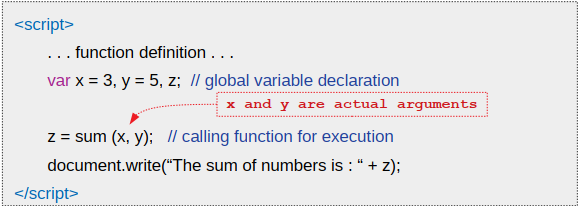 <script>
. . . function definition . . .
var x = 3, y = 5, z;  // global variable declaration
x and y are actual arguments
z = sum (x, y);   // calling function for execution
document.write(“The sum of numbers is : “ + z);
</script>